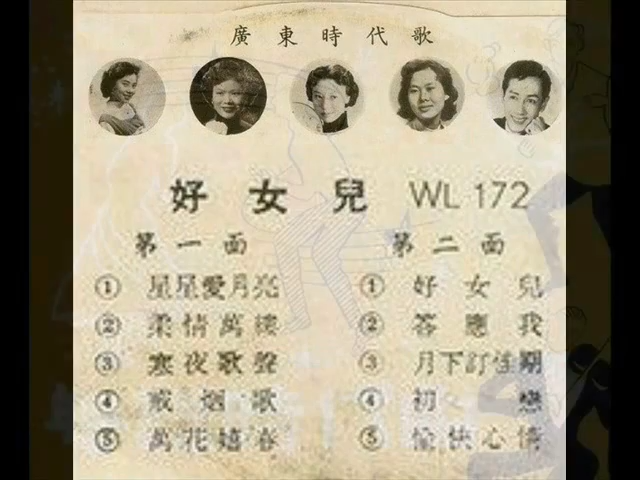 廣東時代歌
好女兒 WL 172
第一面
① 星星愛月亮
② 柔情萬縷
③ 寒夜歌聲
④ 戒烟歌
⑤ 萬花嬉春
第二面
① 好女兒
② 答應我
③ 月下訂佳期
④ 初戀
⑤ 愉快心情